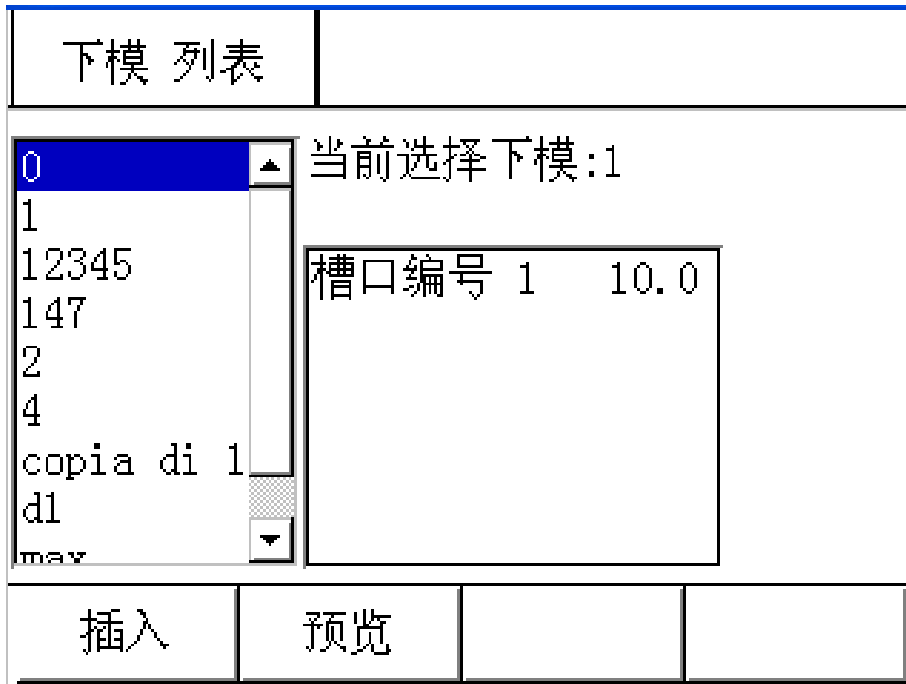 下模 列表
当前选择下模:1
0
1
12345
147
2
4
copia di 1
d1
max
槽口编号 1 10.0
插入
预览